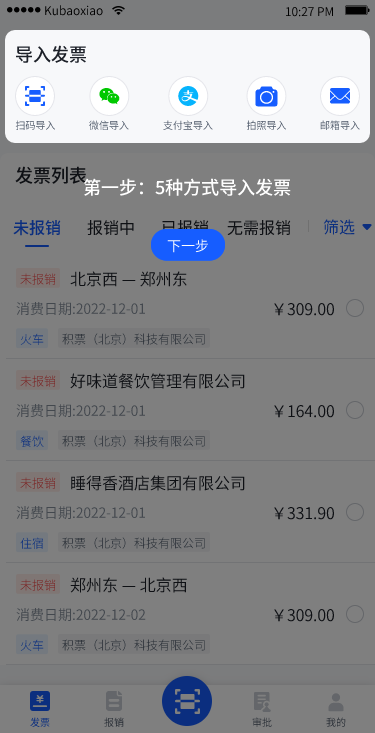 Kubaoxiao 10:27 PM
导入发票
扫码导入 微信导入 支付宝导入 拍照导入 邮箱导入
发票列表
第一步：5种方式导入发票
未报销 报销中 已报销 无需报销 筛选
下一步
未报销 北京西 — 郑州东
消费日期:2022-12-01 ￥309.00
火车 积票（北京）科技有限公司
未报销 好味道餐饮管理有限公司
消费日期:2022-12-01 ￥164.00
餐饮 积票（北京）科技有限公司
未报销 睡得香酒店集团有限公司
消费日期:2022-12-01 ￥331.90
住宿 积票（北京）科技有限公司
未报销 郑州东 — 北京西
消费日期:2022-12-02 ￥309.00
火车 积票（北京）科技有限公司
发票 报销 审批 我的